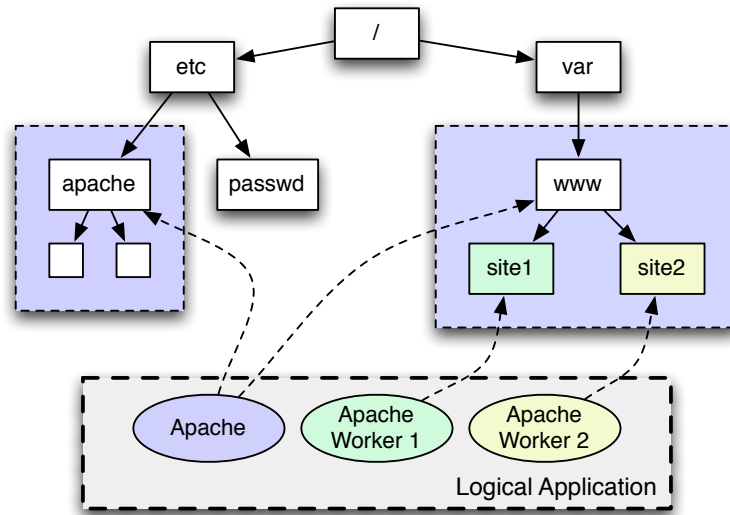 /
etc
var
apache
passwd
www
site1
site2
Apache
Apache
Worker 1
Apache
Worker 2
Logical Application